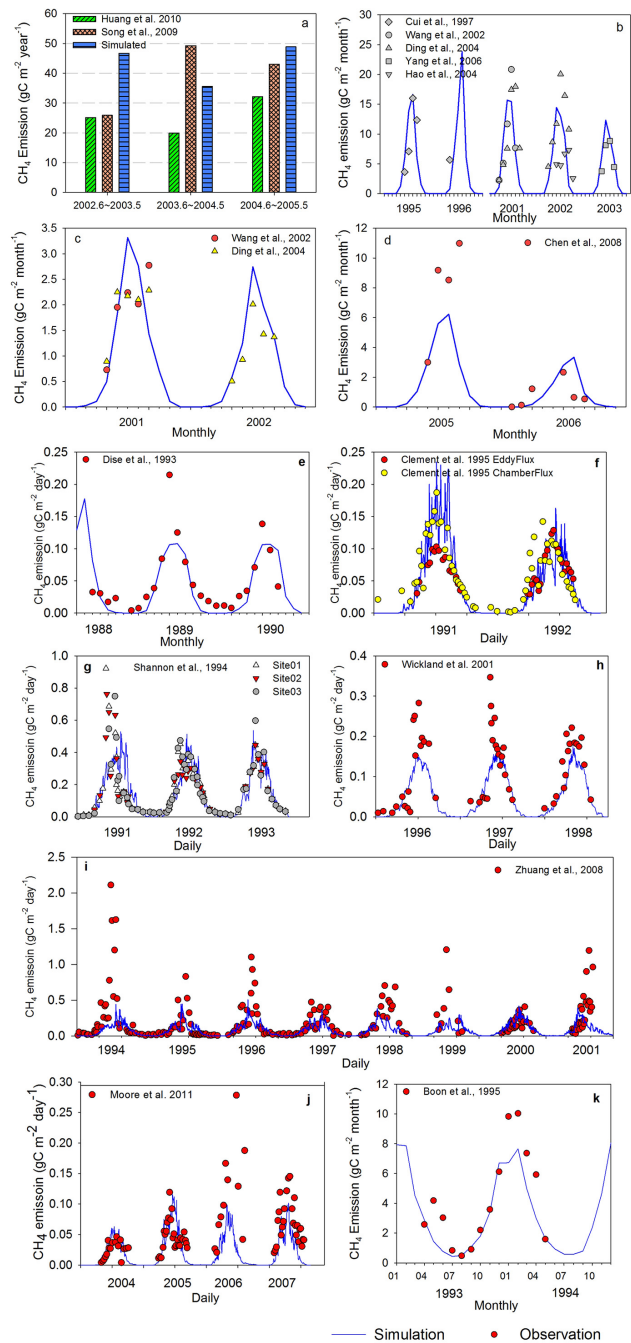 CH4 Emission (gC m-2 year-1)
60
50
40
30
20
10
0
Huang et al. 2010
Song et al., 2009
Simulated
a
2002.6~2003.5
2003.6~2004.5
2004.6~2005.5
CH4 Emission (gC m-2 month-1)
30
25
20
15
10
5
0
Cui et al., 1997
Wang et al., 2002
Ding et al., 2004
Yang et al., 2006
Hao et al., 2004
b
1995 1996 2001 2002 2003
Monthly
CH4 Emission (gC m-2 month-1)
3.5
3.0
2.5
2.0
1.5
1.0
0.5
0.0
c
Wang et al., 2002
Ding et al., 2004
2001 2002
Monthly
CH4 Emission (gC m-2 month-1)
12
10
8
6
4
2
0
d
Chen et al., 2008
2005 2006
Monthly
CH4 emissoin (gC m-2 day-1)
0.25
0.20
0.15
0.10
0.05
0.00
Dise et al., 1993
e
1988 1989 1990
Monthly
CH4 emissoin (gC m-2 day-1)
0.25
0.20
0.15
0.10
0.05
0.00
Clement et al. 1995 EddyFlux
Clement et al. 1995 ChamberFlux
f
1991 1992
Daily
CH4 emissoin (gC m-2 day-1)
1.0
0.8
0.6
0.4
0.2
0.0
g
Shannon et al., 1994
Site01
Site02
Site03
1991 1992 1993
Daily
CH4 emissoin (gC m-2 day-1)
0.4
0.3
0.2
0.1
0.0
Wickland et al. 2001
h
1996 1997 1998
Daily
CH4 emissoin (gC m-2 day-1)
2.5
2.0
1.5
1.0
0.5
0.0
i
Zhuang et al., 2008
1994 1995 1996 1997 1998 1999 2000 2001
Daily
CH4 emissoin (gC m-2 day-1)
0.30
0.25
0.20
0.15
0.10
0.05
0.00
Moore et al. 2011
j
2004 2005 2006 2007
Daily
CH4 Emission (gC m-2 month-1)
12
10
8
6
4
2
0
Boon et al., 1995
k
01 04 07 10 01 04 07 10
1993 1994
Monthly
Simulation
Observation